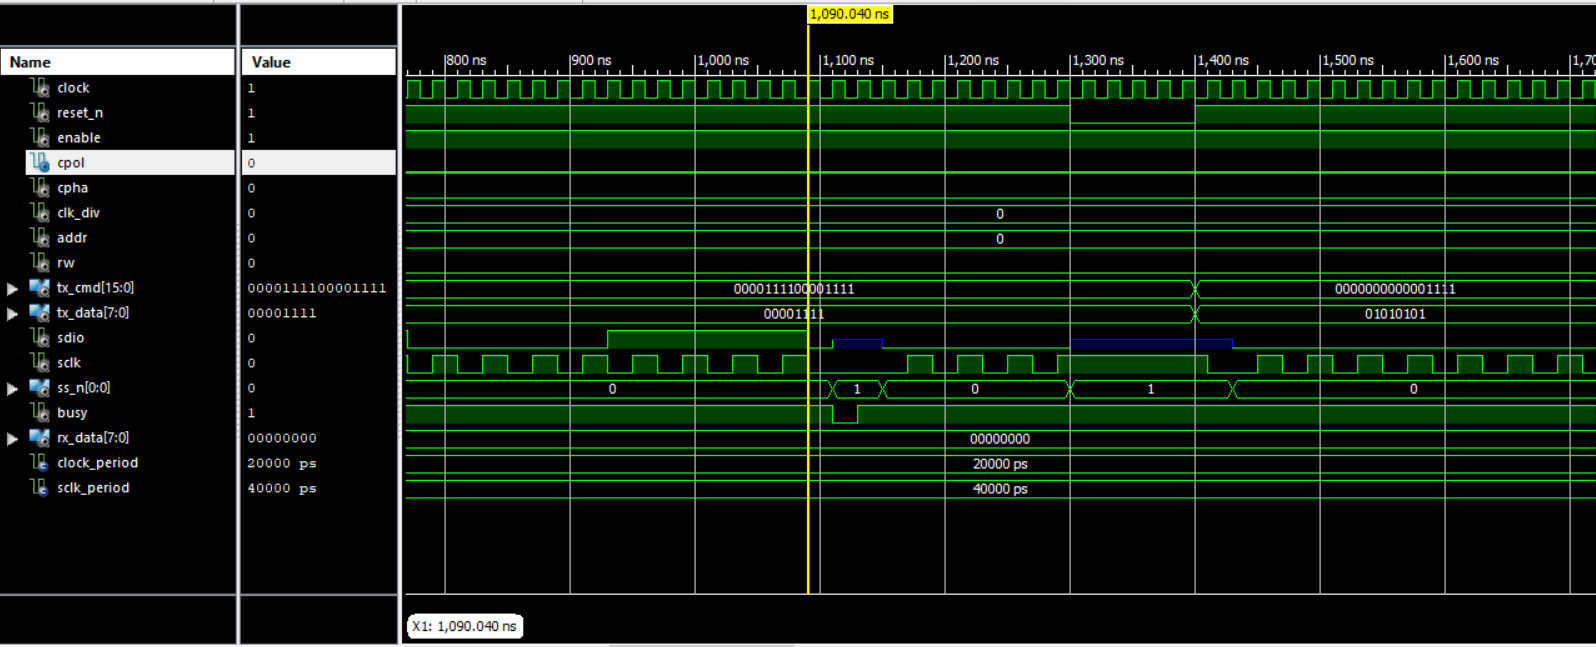 1,090.040 ns
Name Value
800 ns 900 ns 1,000 ns 1,100 ns 1,200 ns 1,300 ns 1,400 ns 1,500 ns 1,600 ns 1,70
clock 1
reset_n 1
enable 1
cpol 0
cpha 0
clk_div 0 0
addr 0 0
rw 0
tx_cmd[15:0] 0000111100001111 0000111100001111 0000000000001111
tx_data[7:0] 00001111 00001111 01010101
sdio 0
sclk 0
ss_n[0:0] 0 0 1 0 1 0
busy 1
rx_data[7:0] 00000000 00000000
clock_period 20000 ps 20000 ps
sclk_period 40000 ps 40000 ps
X1: 1,090.040 ns